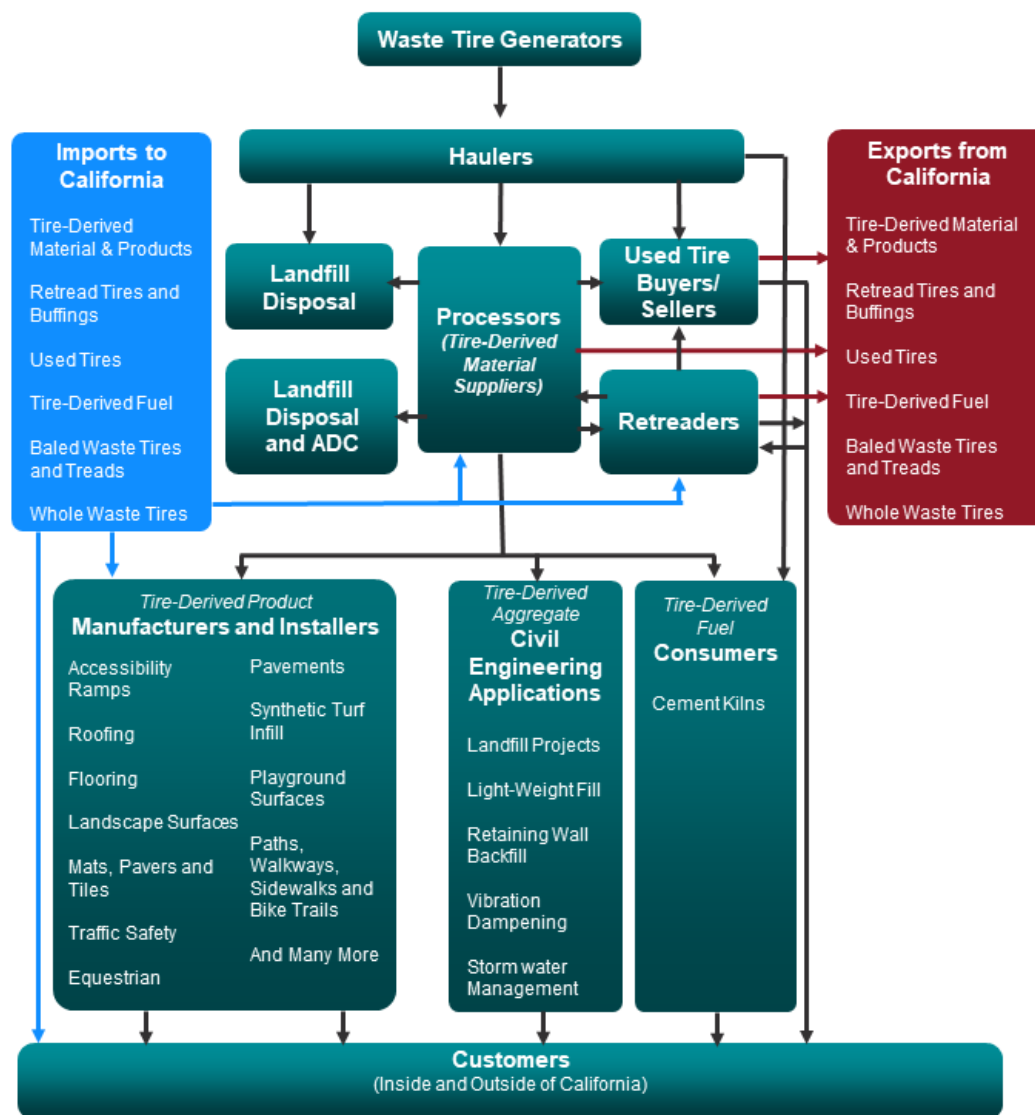 Waste Tire Generators
Haulers
Imports to
California
Tire-Derived
Material & Products
Retread Tires and
Buffings
Used Tires
Tire-Derived Fuel
Baled Waste Tires
and Treads
Whole Waste Tires
Landfill
Disposal
Landfill
Disposal
and ADC
Processors
(Tire-Derived
Material
Suppliers)
Used Tire
Buyers/
Sellers
Retreaders
Exports from
California
Tire-Derived Material
& Products
Retread Tires and
Buffings
Used Tires
Tire-Derived Fuel
Baled Waste Tires
and Treads
Whole Waste Tires
Tire-Derived Product
Manufacturers and Installers
Accessibility
Ramps
Roofing
Flooring
Landscape Surfaces
Mats, Pavers and
Tiles
Traffic Safety
Equestrian
Pavements
Synthetic Turf
Infill
Playground
Surfaces
Paths,
Walkways,
Sidewalks and
Bike Trails
And Many More
Tire-Derived
Aggregate
Civil
Engineering
Applications
Landfill Projects
Light-Weight Fill
Retaining Wall
Backfill
Vibration
Dampening
Storm water
Management
Tire-Derived
Fuel
Consumers
Cement Kilns
Customers
(Inside and Outside of California)